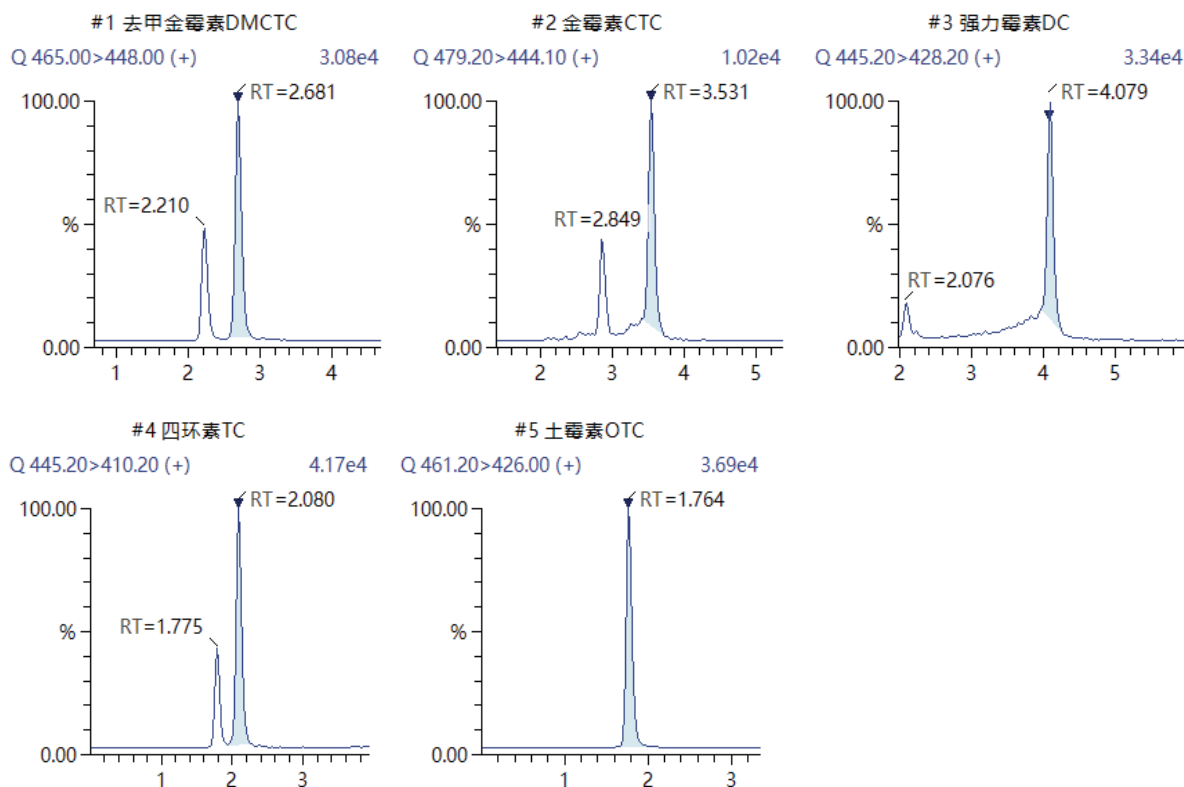 #1 去甲金霉素DMCTC
Q 465.00>448.00 (+) 3.08e4
100.00
RT=2.681
RT=2.210
%
0.00
1 2 3 4
#2 金霉素CTC
Q 479.20>444.10 (+) 1.02e4
100.00
RT=3.531
RT=2.849
%
0.00
2 3 4 5
#3 强力霉素DC
Q 445.20>428.20 (+) 3.34e4
100.00
RT=4.079
%
RT=2.076
0.00
2 3 4 5
#4 四环素TC
Q 445.20>410.20 (+) 4.17e4
100.00
RT=2.080
RT=1.775
%
0.00
1 2 3
#5 土霉素OTC
Q 461.20>426.00 (+) 3.69e4
100.00
RT=1.764
%
0.00
1 2 3